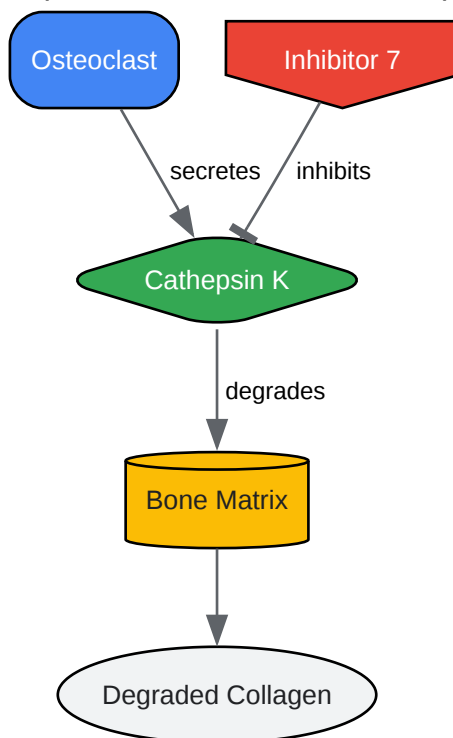 Osteoclast
Inhibitor 7
secretes
inhibits
Cathepsin K
degrades
Bone Matrix
Degraded Collagen